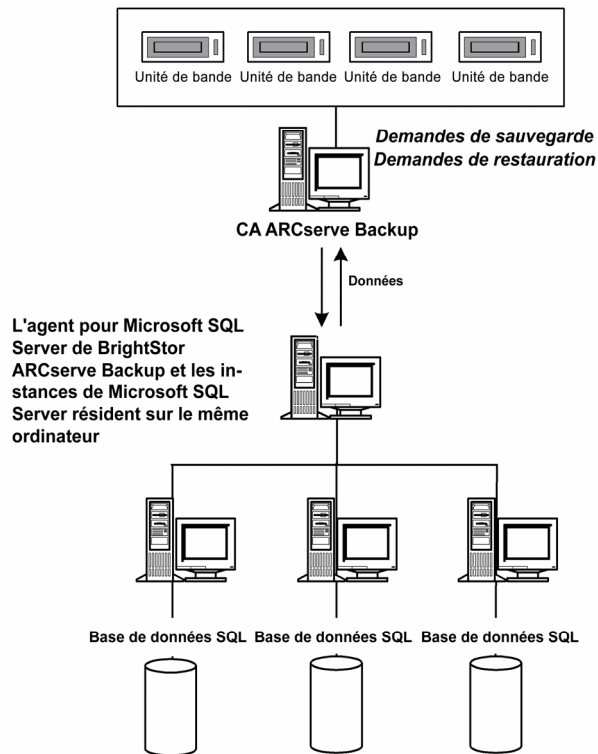 Unité de bande Unité de bande Unité de bande Unité de bande
Demandes de sauvegarde
Demandes de restauration
CA ARCserve Backup
Données
L'agent pour Microsoft SQL
Server de BrightStor
ARCserve Backup et les in-
stances de Microsoft SQL
Server résident sur le même
ordinateur
Base de données SQL Base de données SQL Base de données SQL